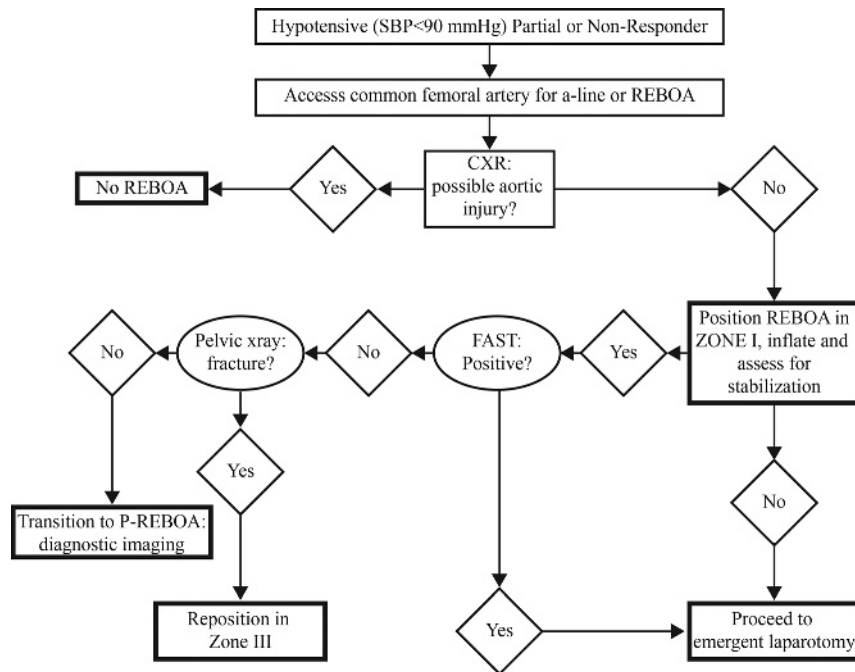 Hypotensive (SBP<90 mmHg) Partial or Non-Responder
Accesss common femoral artery for a-line or REBOA
No REBOA
Yes
CXR:
possible aortic
injury?
No
No
Pelvic xray:
fracture?
No
FAST:
Positive?
Yes
Position REBOA in
ZONE I, inflate and
assess for
stabilization
Yes
No
Transition to P-REBOA:
diagnostic imaging
Reposition in
Zone III
Yes
Proceed to
emergent laparotomy